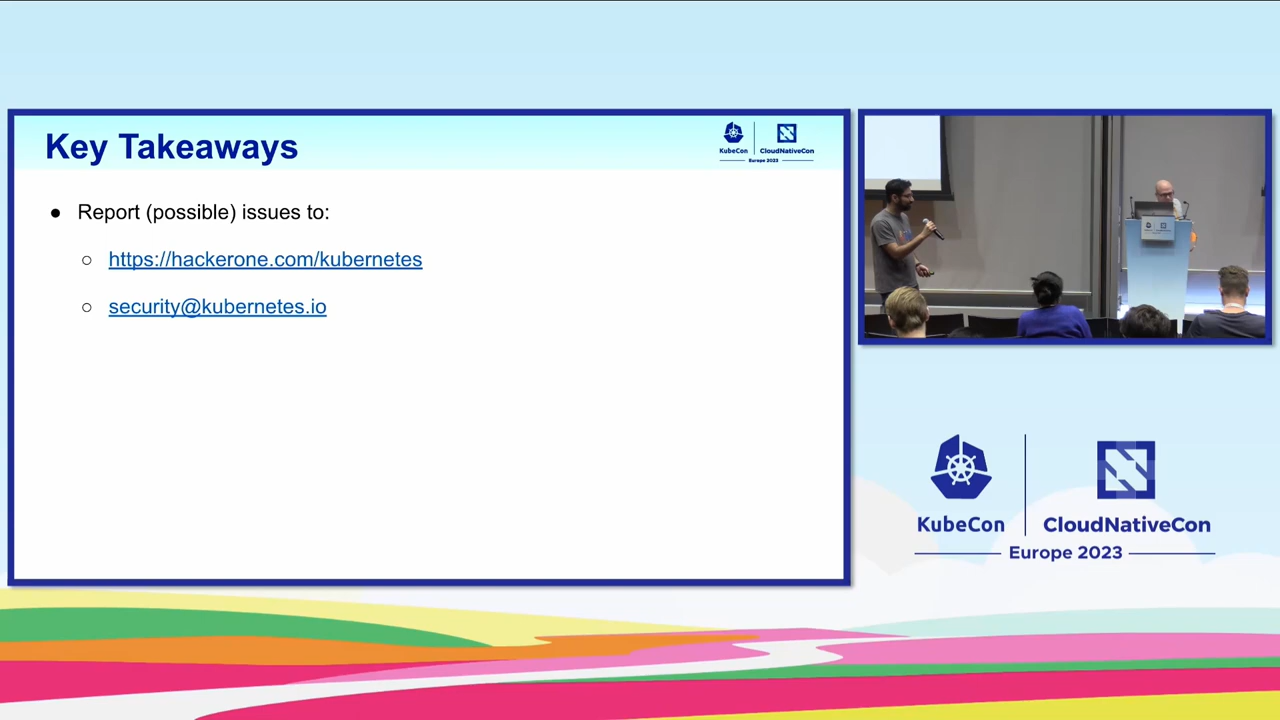 Key Takeaways
KubeCon
CloudNativeCon
Europe 2023
● Report (possible) issues to:
○ https://hackerone.com/kubernetes
○ security@kubernetes.io
KubeCon
CloudNativeCon
Europe 2023